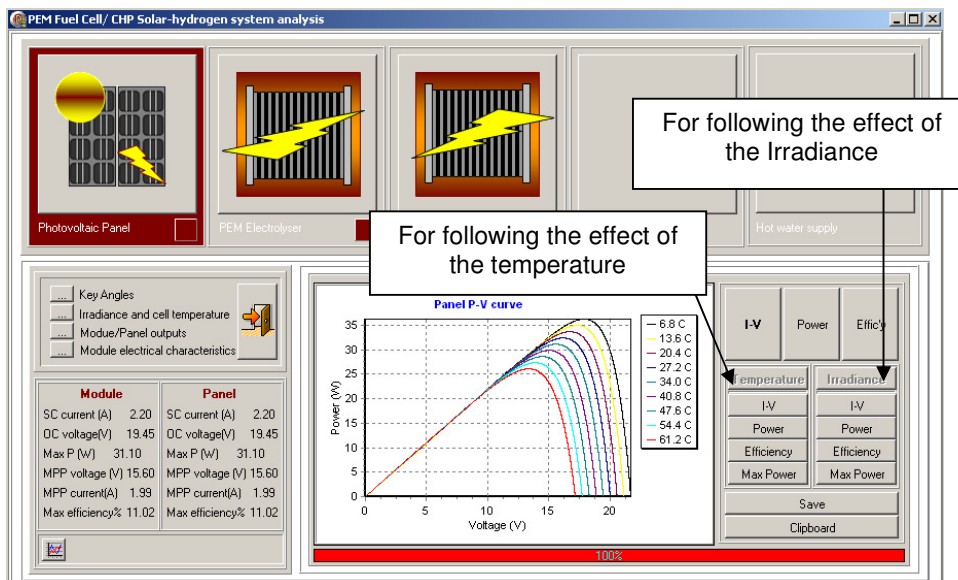 PEM Fuel Cell/ CHP Solar-hydrogen system analysis
For following the effect of
the Irradiance
Photovoltaic Panel
PEM Electrolyser
Hot water supply
For following the effect of
the temperature
... Key Angles
... Irradiance and cell temperature
... Modue/Panel outputs
... Module electrical characteristics
Module
SC current (A) 2.20
OC voltage(V) 19.45
Max P (W) 31.10
MPP voltage (V) 15.60
MPP current(A) 1.99
Max efficiency% 11.02
Panel
SC current (A) 2.20
OC voltage(V) 19.45
Max P (W) 31.10
MPP voltage (V) 15.60
MPP current(A) 1.99
Max efficiency% 11.02
Panel P-V curve
Power (W)
35
30
25
20
15
10
5
0
0 5 10 15 20
Voltage (V)
6.8 C
13.6 C
20.4 C
27.2 C
34.0 C
40.8 C
47.6 C
54.4 C
61.2 C
I-V Power Effic'y
Temperature Irradiance
I-V I-V
Power Power
Efficiency Efficiency
Max Power Max Power
Save
Clipboard
100%